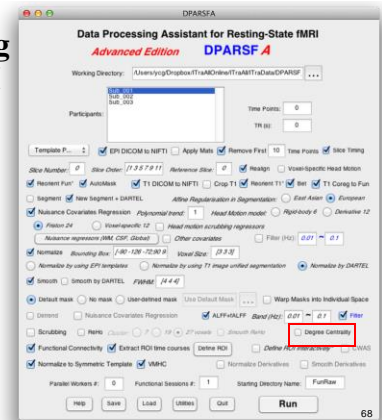 g
DPARSFA
Data Processing Assistant for Resting-State fMRI
Advanced Edition DPARSF A
Working Directory: /Users/ycg/Dropbox/ITraAllOnline/ITraAll/ITraData/DPARSF ...
Participants: Sub_001
Sub_002
Sub_003
Time Points: 0
TR (s): 0
Template P... EPI DICOM to NIFTI Apply Mats Remove First 10 Time Points Slice Timing
Slice Number: 0 Slice Order: [1 3 5 7 9 11 Reference Slice: 0 Realign Voxel-Specific Head Motion
Reorient Fun* AutoMask T1 DICOM to NIFTI Crop T1 Reorient T1* Bet T1 Coreg to Fun
Segment New Segment + DARTEL Affine Regularisation in Segmentation: East Asian European
Nuisance Covariates Regression Polynomial trend: 1 Head Motion model: Rigid-body 6 Derivative 12
Friston 24 Voxel-specific 12 Head motion scrubbing regressors
Nuisance regressors (WM, CSF, Global) Other covariates Filter (Hz): 0.01 ~ 0.1
Normalize Bounding Box: [-90 -126 -72;90 9 Voxel Size: [3 3 3]
Normalize by using EPI templates Normalize by using T1 image unified segmentation Normalize by DARTEL
Smooth Smooth by DARTEL FWHM: [4 4 4]
Default mask No mask User-defined mask Use Default Mask ... Warp Masks into Individual Space
Detrend Nuisance Covariates Regression ALFF+fALFF Band (Hz): 0.01 ~ 0.1 Filter
Scrubbing ReHo Cluster 7 19 27 voxels Smooth ReHo Degree Centrality
Functional Connectivity Extract ROI time courses Define ROI Define ROI Interactively CWAS
Normalize to Symmetric Template VMHC Normalize Derivatives Smooth Derivatives
Parallel Workers #: 0 Functional Sessions #: 1 Starting Directory Name: FunRaw
Help Save Load Utilities Quit Run
68